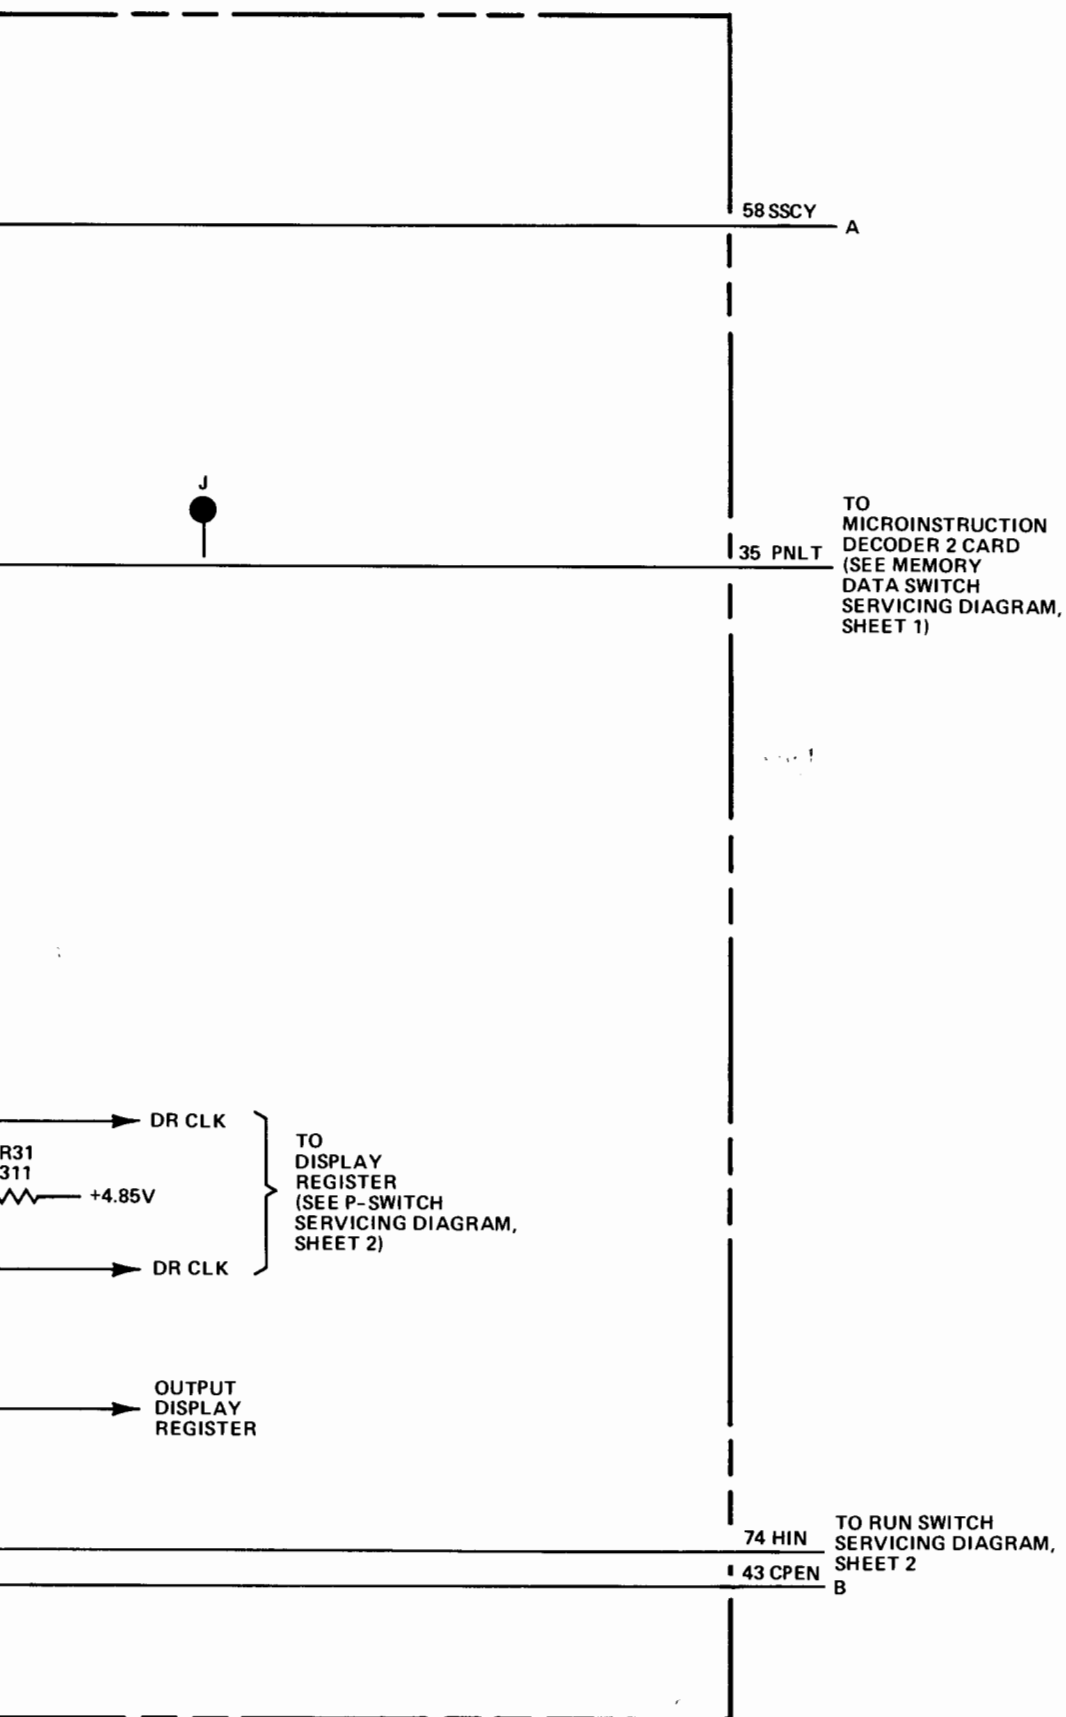 58 SSCY
A
J
35 PNLT
TO
MICROINSTRUCTION
DECODER 2 CARD
(SEE MEMORY
DATA SWITCH
SERVICING DIAGRAM,
SHEET 1)
DR CLK
R31
311
+4.85V
DR CLK
TO
DISPLAY
REGISTER
(SEE P-SWITCH
SERVICING DIAGRAM,
SHEET 2)
OUTPUT
DISPLAY
REGISTER
74 HIN
TO RUN SWITCH
SERVICING DIAGRAM,
SHEET 2
43 CPEN
B